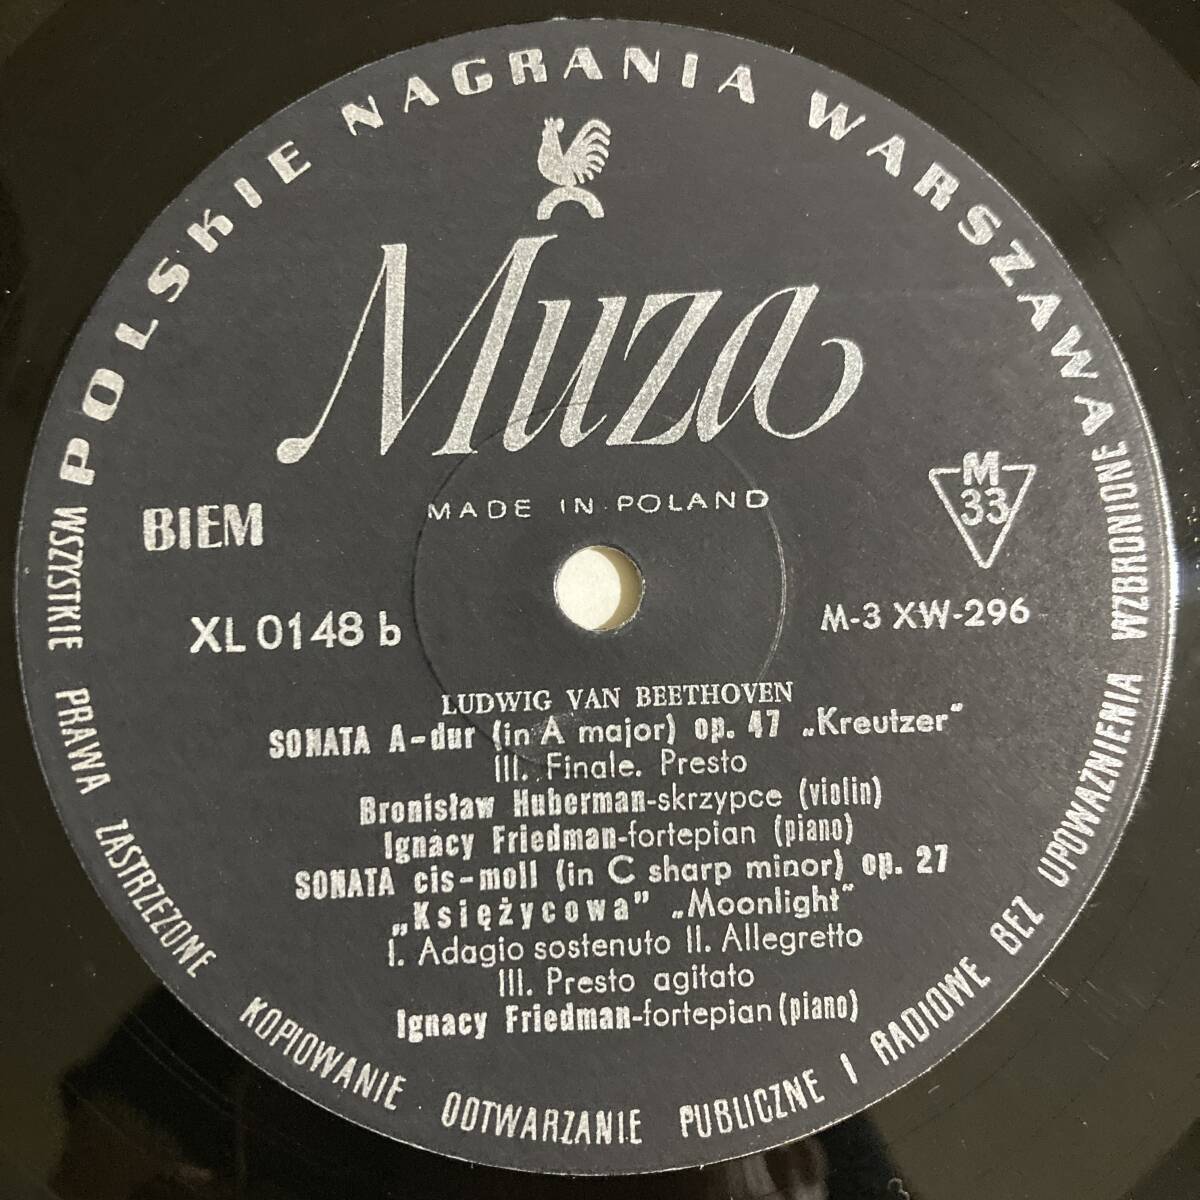 POLSKIE NAGRANIA WARSZAWA
Muza
MADE IN POLAND
BIEM
M
33
XL 0148 b
M-3 XW-296
LUDWIG VAN BEETHOVEN
SONATA A-dur (in A major) op. 47 „Kreutzer“
III. Finale. Presto
Bronisław Huberman-skrzypce (violin)
Ignacy Friedman-fortepian (piano)
SONATA cis-moll (in C sharp minor) op. 27
„Księżycowa” „Moonlight“
I. Adagio sostenuto II. Allegretto
III. Presto agitato
Ignacy Friedman-fortepian (piano)
WSZYSTKIE PRAWA ZASTRZEŻONE KOPIOWANIE ODTWARZANIE PUBLICZNE I RADIOWE BEZ UPOWAŻNIENIA WZBRONIONE